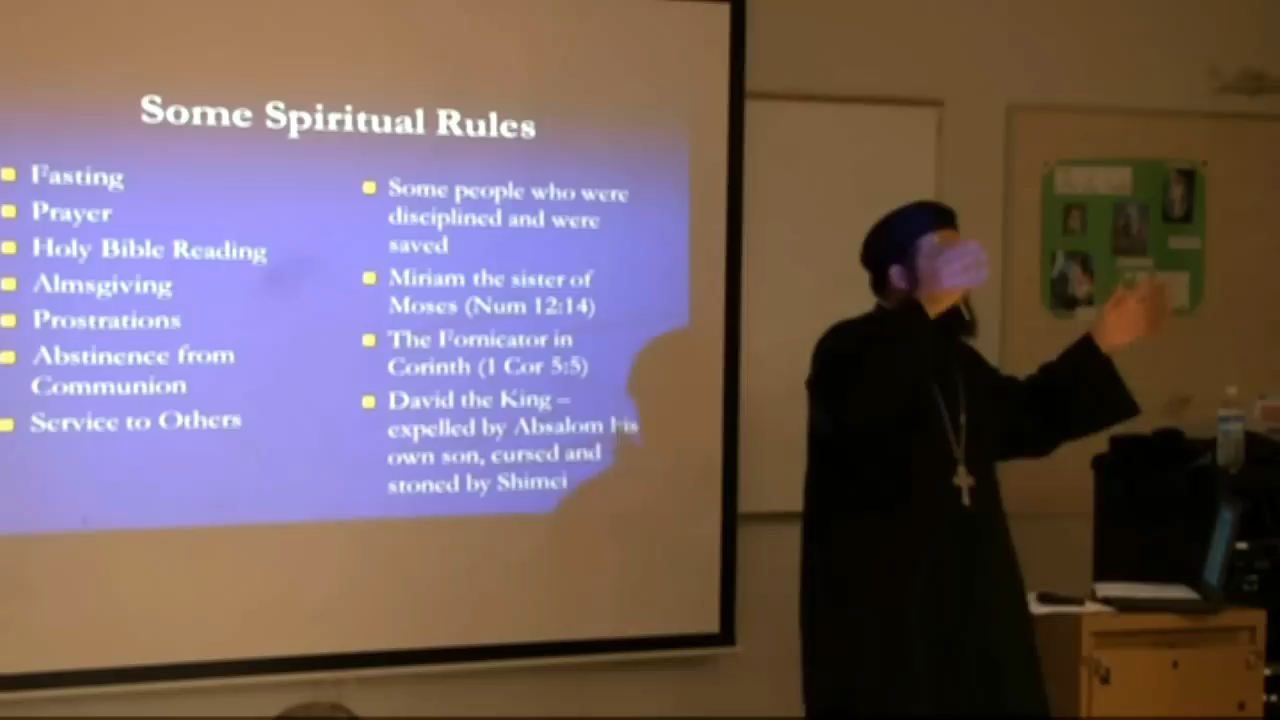 Some Spiritual Rules
Fasting
Prayer
Holy Bible Reading
Almsgiving
Prostrations
Abstinence from
Communion
Service to Others
Some people who were
disciplined and were
saved
Miriam the sister of
Moses (Num 12:14)
The Fornicator in
Corinth (1 Cor 5:5)
David the King –
expelled by Absalom his
own son, cursed and
stoned by Shimei